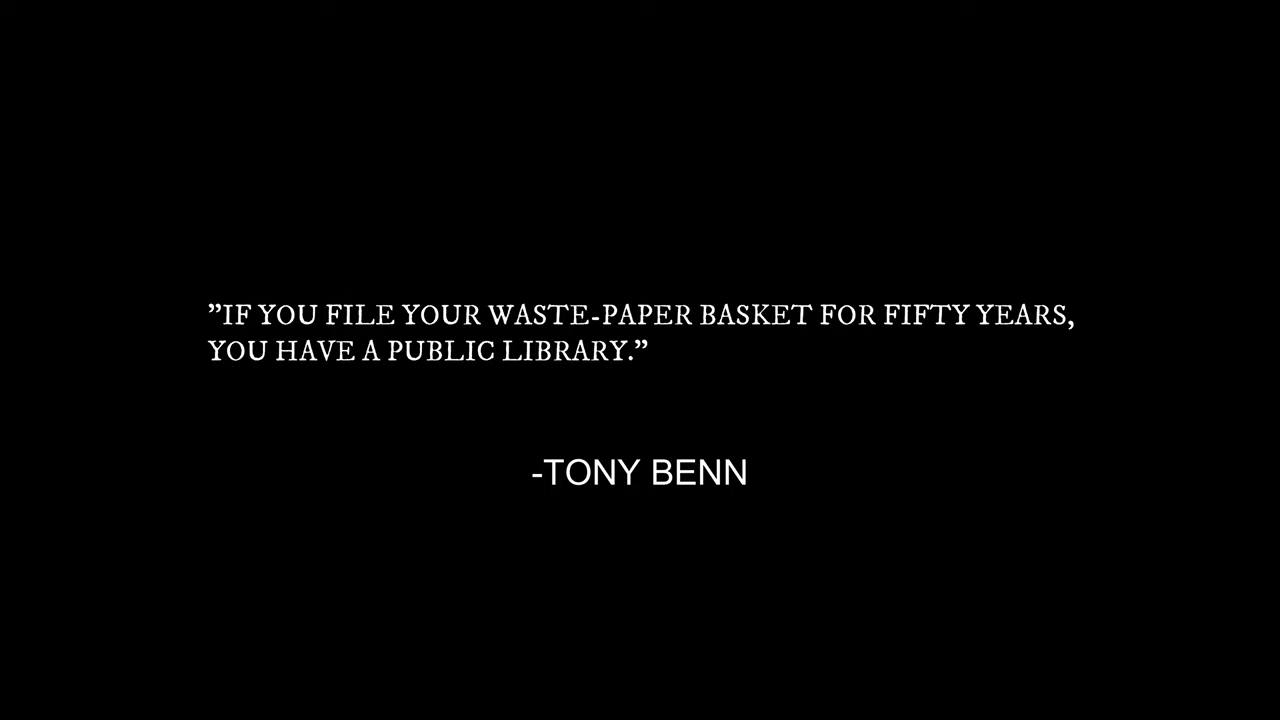 ”IF YOU FILE YOUR WASTE-PAPER BASKET FOR FIFTY YEARS,
YOU HAVE A PUBLIC LIBRARY.”
-TONY BENN